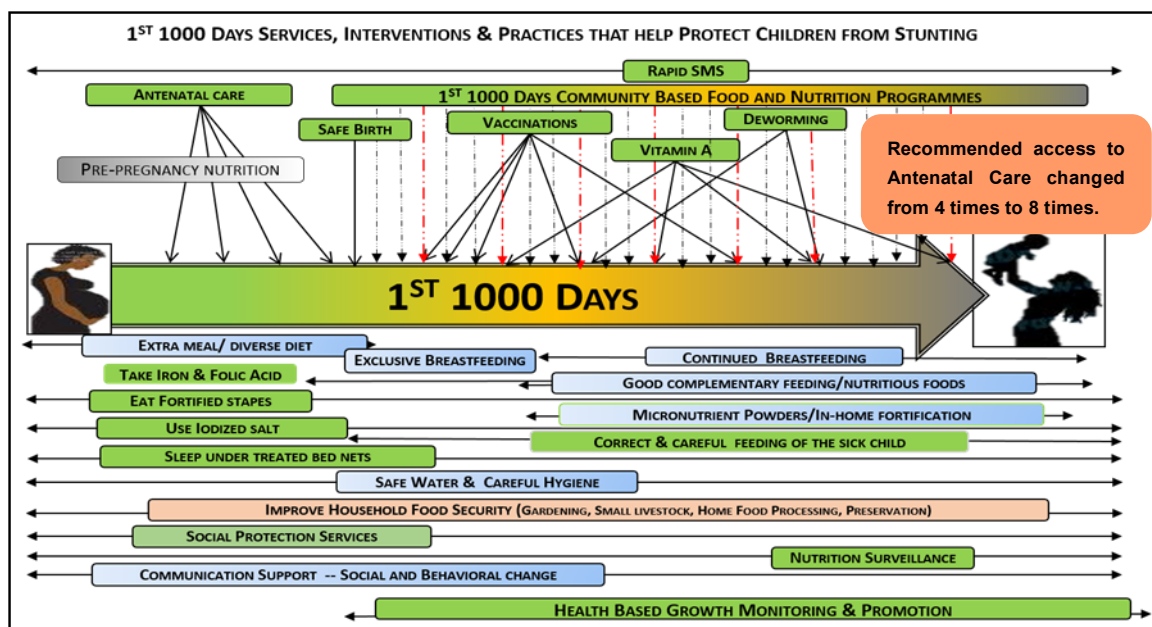 1ST 1000 DAYS SERVICES, INTERVENTIONS & PRACTICES THAT HELP PROTECT CHILDREN FROM STUNTING
RAPID SMS
ANTENATAL CARE
1ST 1000 DAYS COMMUNITY BASED FOOD AND NUTRITION PROGRAMMES
SAFE BIRTH
VACCINATIONS
DEWORMING
VITAMIN A
PRE-PREGNANCY NUTRITION
Recommended access to
Antenatal Care changed
from 4 times to 8 times.
1ST 1000 DAYS
EXTRA MEAL/ DIVERSE DIET
EXCLUSIVE BREASTFEEDING
CONTINUED BREASTFEEDING
TAKE IRON & FOLIC ACID
GOOD COMPLEMENTARY FEEDING/NUTRITIOUS FOODS
EAT FORTIFIED STAPES
MICRONUTRIENT POWDERS/IN-HOME FORTIFICATION
USE IODIZED SALT
CORRECT & CAREFUL FEEDING OF THE SICK CHILD
SLEEP UNDER TREATED BED NETS
SAFE WATER & CAREFUL HYGIENE
IMPROVE HOUSEHOLD FOOD SECURITY (GARDENING, SMALL LIVESTOCK, HOME FOOD PROCESSING, PRESERVATION)
SOCIAL PROTECTION SERVICES
NUTRITION SURVEILLANCE
COMMUNICATION SUPPORT -- SOCIAL AND BEHAVIORAL CHANGE
HEALTH BASED GROWTH MONITORING & PROMOTION